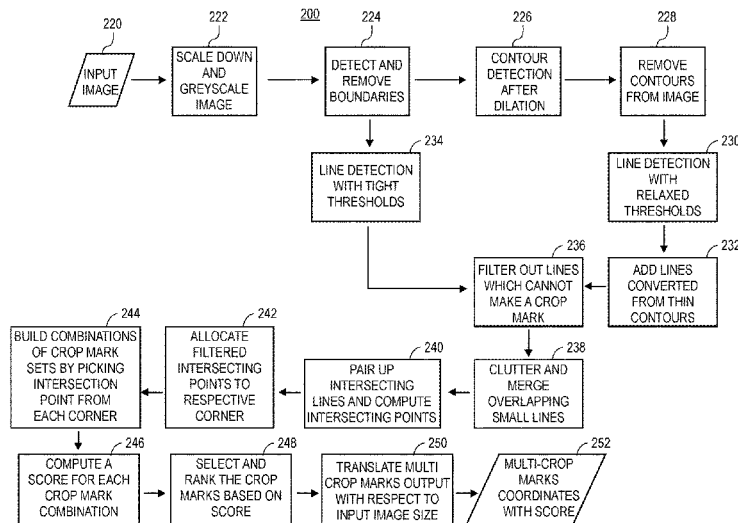 200
220
INPUT
IMAGE
222
SCALE DOWN
AND
GREYSCALE
IMAGE
224
DETECT AND
REMOVE
BOUNDARIES
226
CONTOUR
DETECTION
AFTER
DILATION
228
REMOVE
CONTOURS
FROM IMAGE
234
LINE DETECTION
WITH TIGHT
THRESHOLDS
230
LINE DETECTION
WITH
RELAXED
THRESHOLDS
236
FILTER OUT LINES
WHICH CANNOT
MAKE A CROP
MARK
232
ADD LINES
CONVERTED
FROM THIN
CONTOURS
244
BUILD COMBINATIONS
OF CROP MARK
SETS BY PICKING
INTERSECTION
POINT FROM
EACH CORNER
242
ALLOCATE
FILTERED
INTERSECTING
POINTS TO
RESPECTIVE
CORNER
240
PAIR UP
INTERSECTING
LINES AND COMPUTE
INTERSECTING POINTS
238
CLUTTER AND
MERGE
OVERLAPPING
SMALL LINES
246
COMPUTE A
SCORE FOR EACH
CROP MARK
COMBINATION
248
SELECT AND
RANK THE CROP
MARKS BASED ON
SCORE
250
TRANSLATE MULTI
CROP MARKS OUTPUT
WITH RESPECT TO
INPUT IMAGE SIZE
252
MULTI-CROP
MARKS
COORDINATES
WITH SCORE